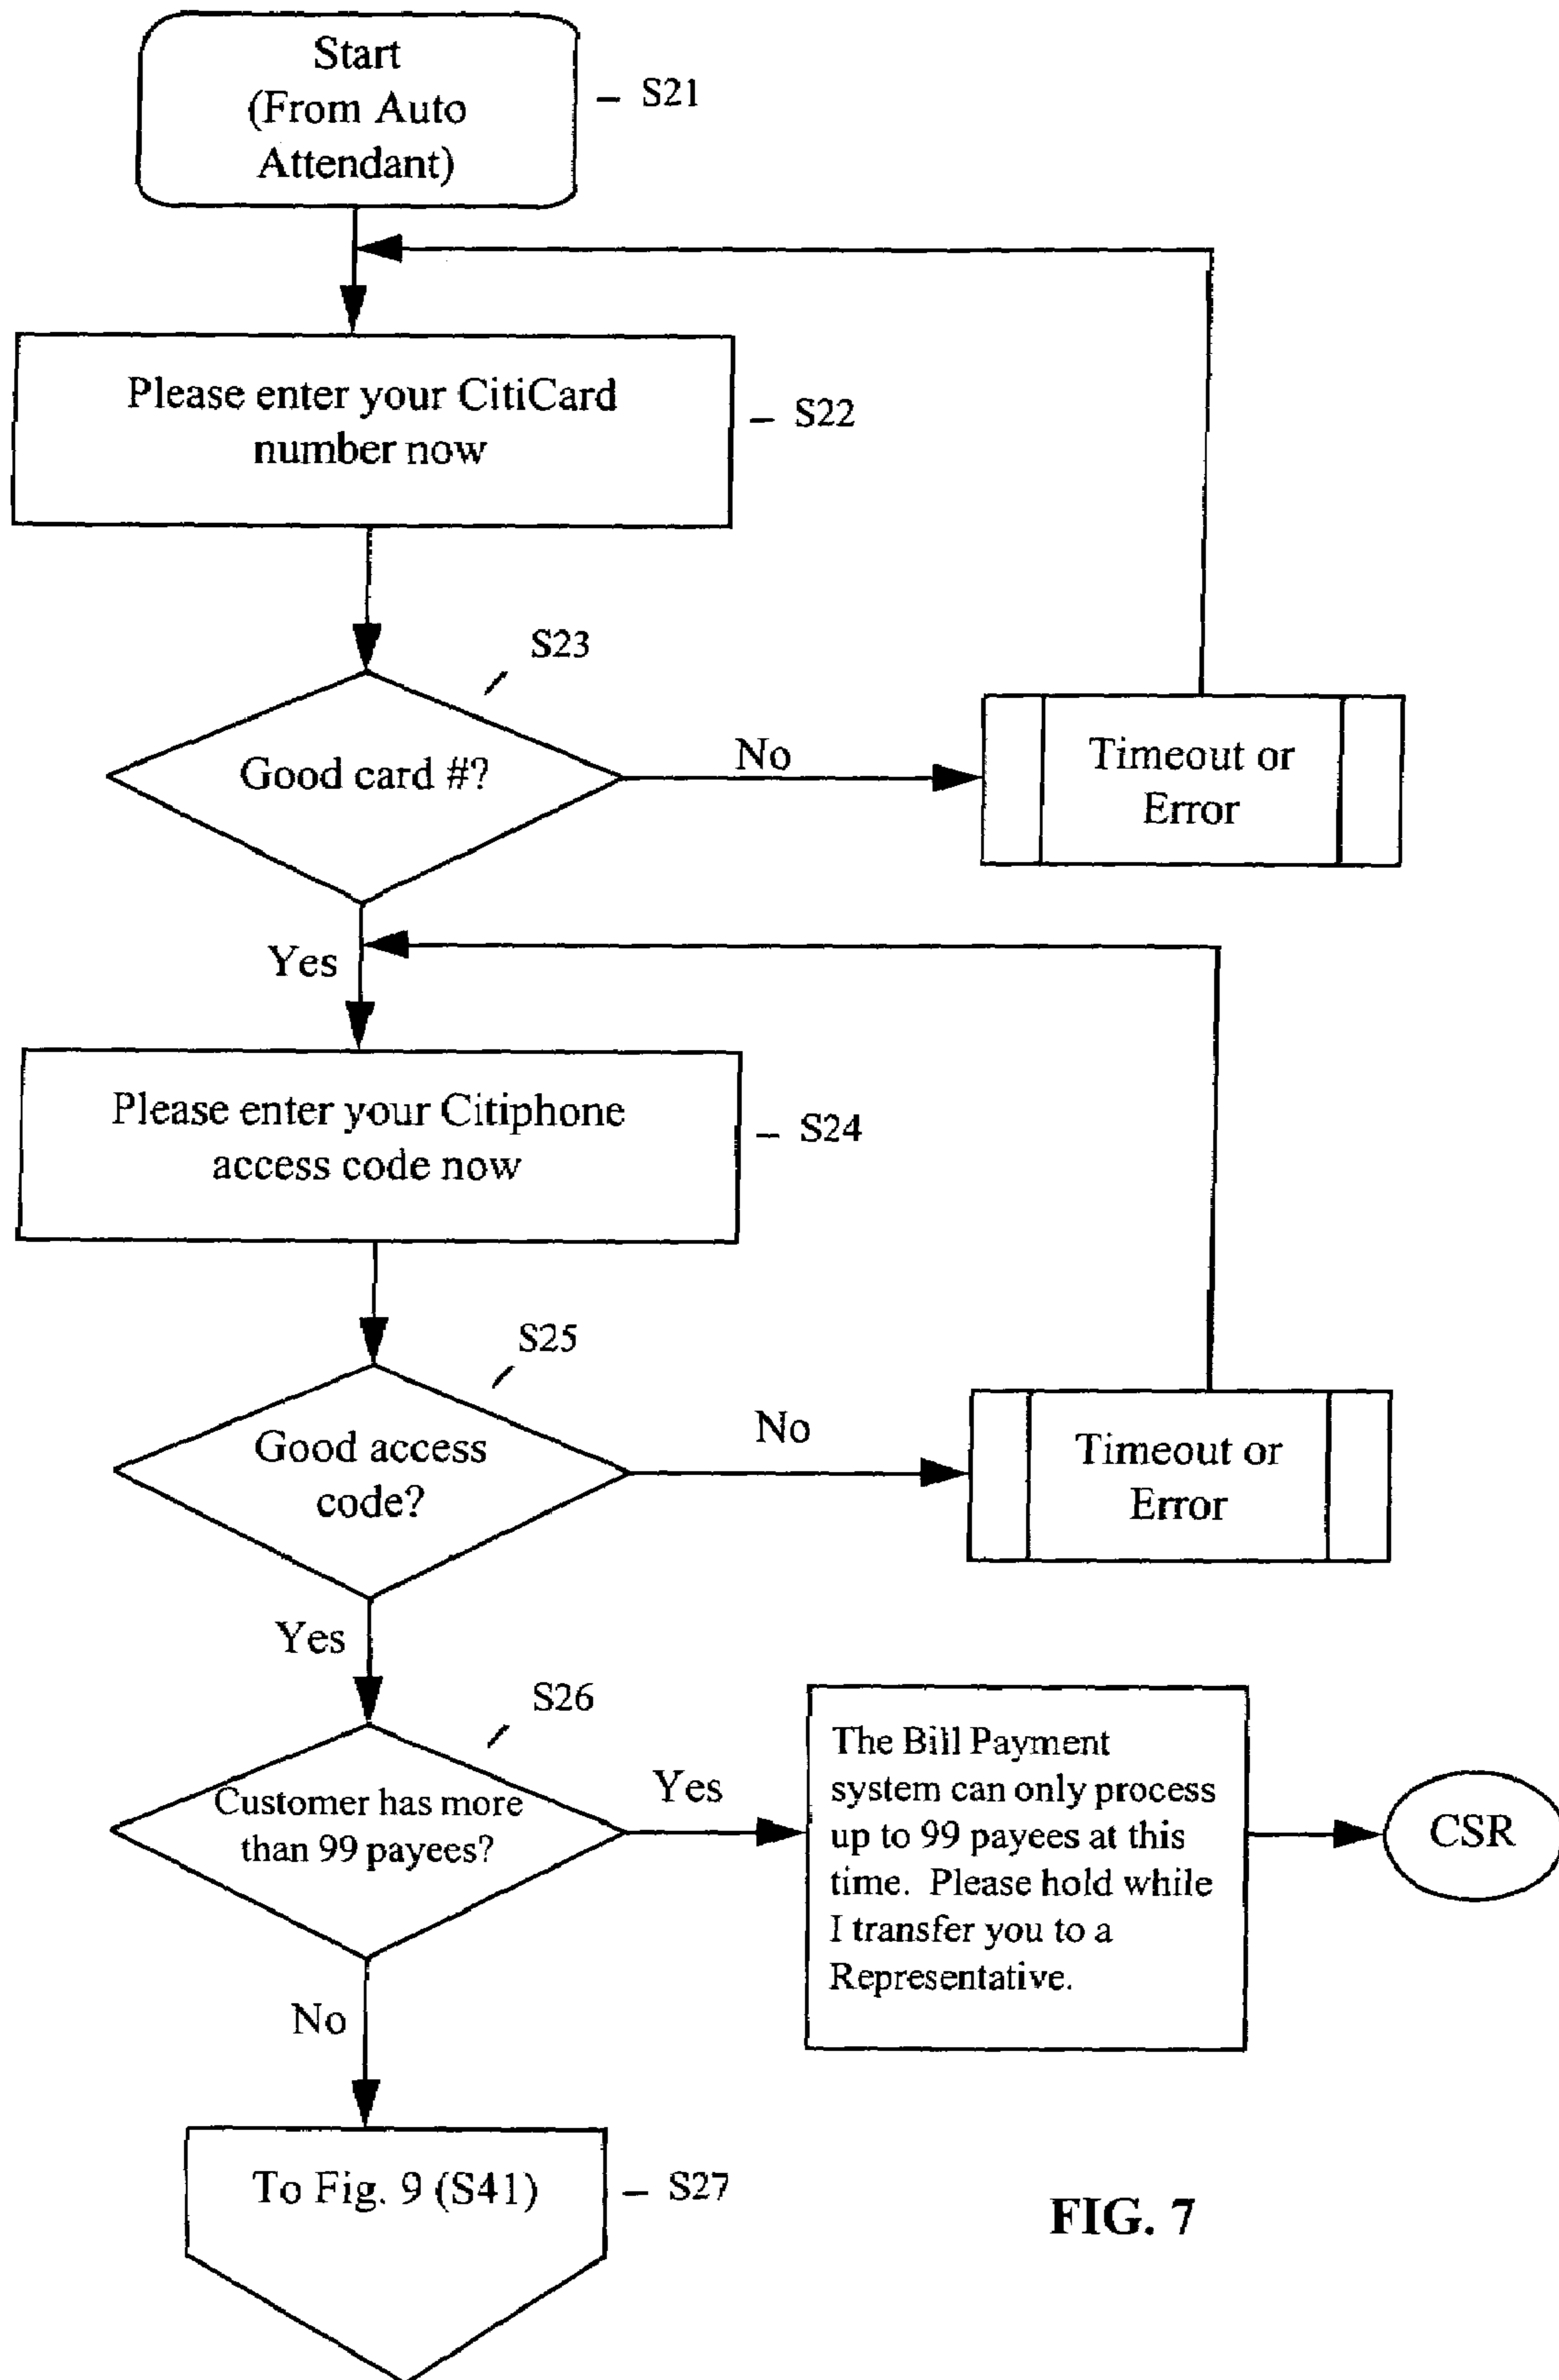 Start
(From Auto
Attendant)
S21
Please enter your CitiCard
number now
S22
S23
Good card #?
No
Timeout or
Error
Yes
Please enter your Citiphone
access code now
S24
S25
Good access
code?
No
Timeout or
Error
Yes
S26
Customer has more
than 99 payees?
Yes
The Bill Payment
system can only process
up to 99 payees at this
time. Please hold while
I transfer you to a
Representative.
CSR
No
To Fig. 9 (S41)
S27
FIG. 7